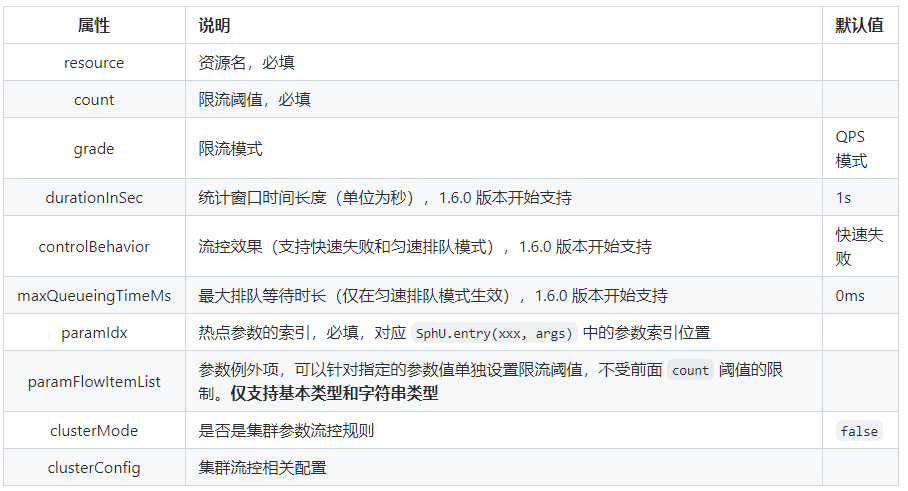 属性 说明 默认值
resource 资源名，必填
count 限流阈值，必填
grade 限流模式 QPS
模式
durationInSec 统计窗口时间长度（单位为秒），1.6.0 版本开始支持 1s
controlBehavior 流控效果（支持快速失败和匀速排队模式），1.6.0 版本开始支持 快速失
败
maxQueueingTimeMs 最大排队等待时长（仅在匀速排队模式生效），1.6.0 版本开始支持 0ms
paramIdx 热点参数的索引，必填，对应 SphU.entry(xxx, args) 中的参数索引位置
paramFlowItemList 参数例外项，可以针对指定的参数值单独设置限流阈值，不受前面 count 阈值的限
制。仅支持基本类型和字符串类型
clusterMode 是否是集群参数流控规则 false
clusterConfig 集群流控相关配置